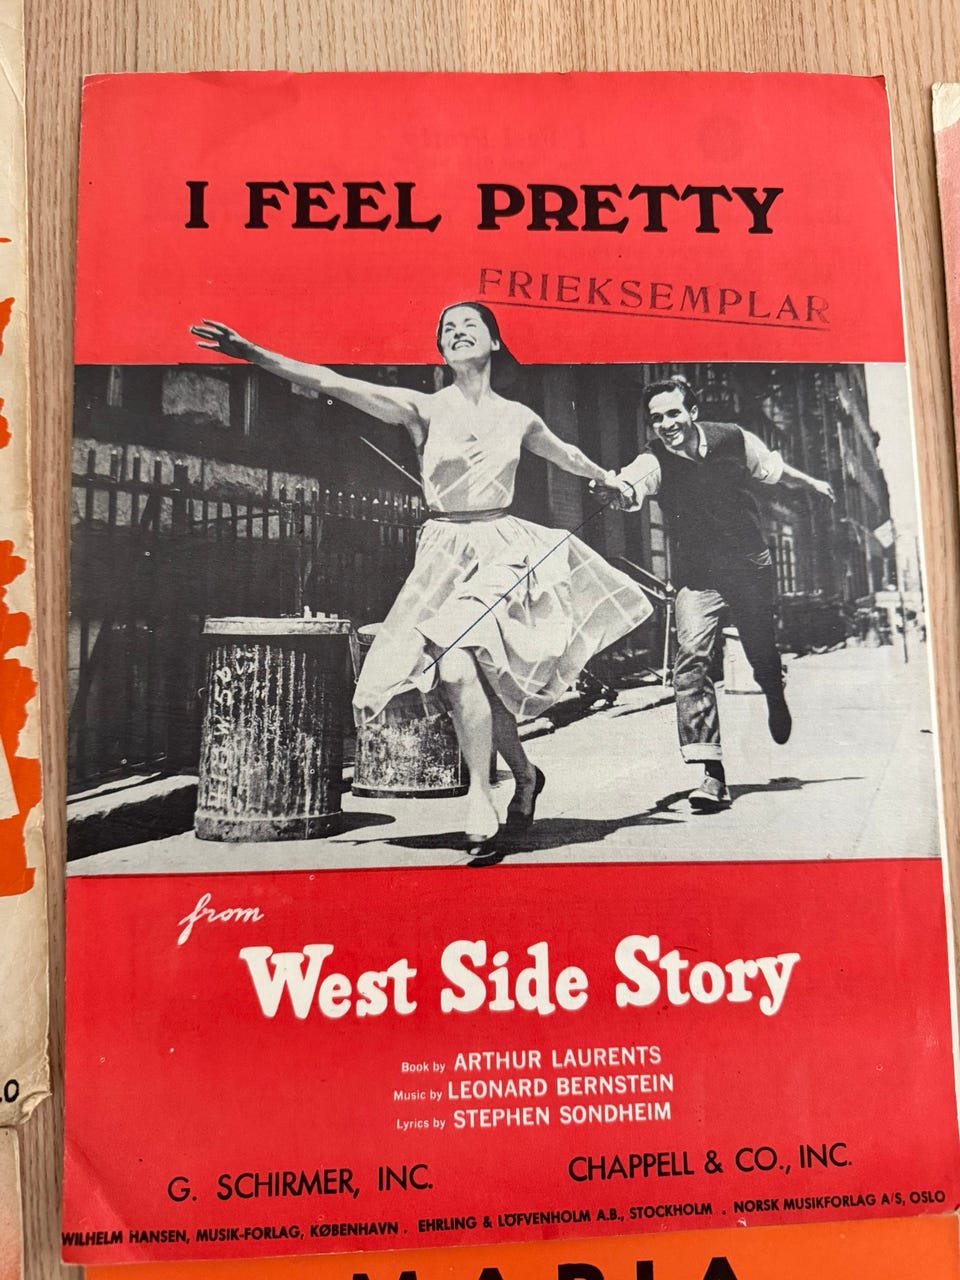 I FEEL PRETTY
FRIEKSEMPLAR
from
West Side Story
Book by ARTHUR LAURENTS
Music by LEONARD BERNSTEIN
Lyrics by STEPHEN SONDHEIM
G. SCHIRMER, INC. CHAPPELL & CO., INC.
WILHELM HANSEN, MUSIK-FORLAG, KØBENHAVN . EHRLING & LÖFVENHOLM A.B., STOCKHOLM . NORSK MUSIKFORLAG A/S, OSLO
MARIA